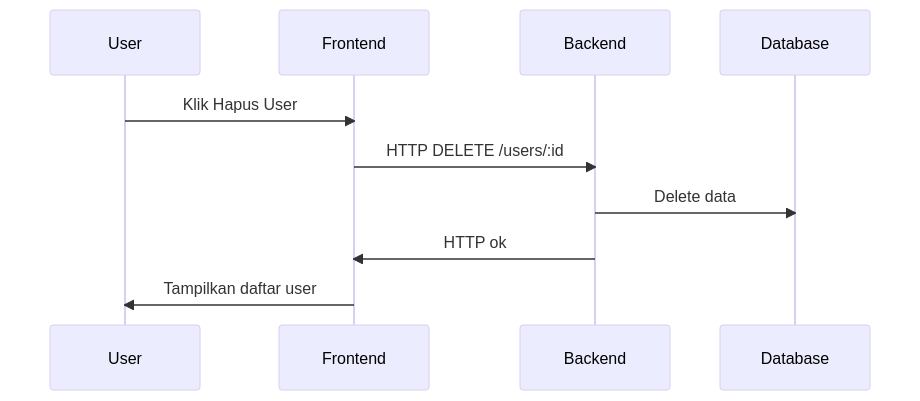 User
Frontend
Backend
Database
Klik Hapus User
HTTP DELETE /users/:id
Delete data
HTTP ok
Tampilkan daftar user
User
Frontend
Backend
Database